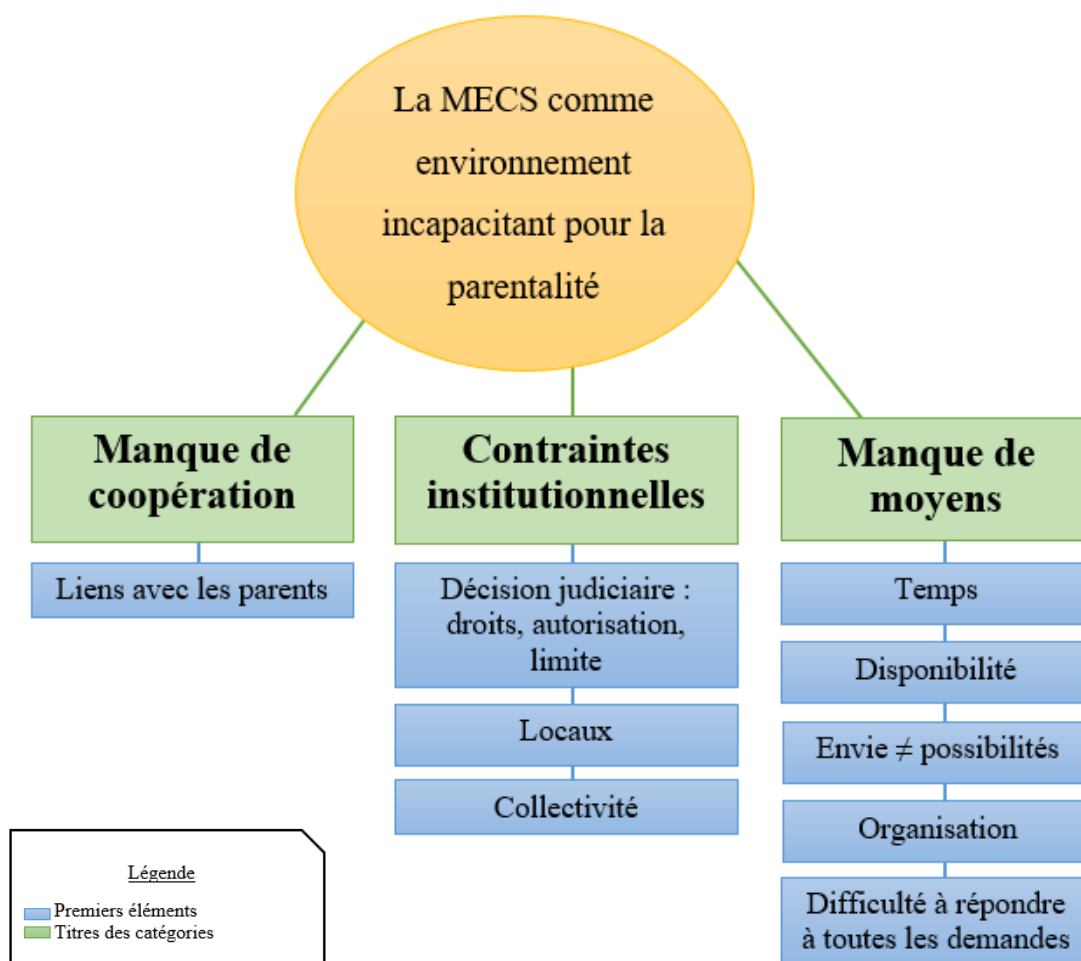 La MECS comme
environnement
incapacitant pour la
parentalité
Manque de
coopération
Liens avec les parents
Contraintes
institutionnelles
Décision judiciaire :
droits, autorisation,
limite
Locaux
Collectivité
Manque de
moyens
Temps
Disponibilité
Envie ≠ possibilités
Organisation
Difficulté à répondre
à toutes les demandes
Légende
Premiers éléments
Titres des catégories